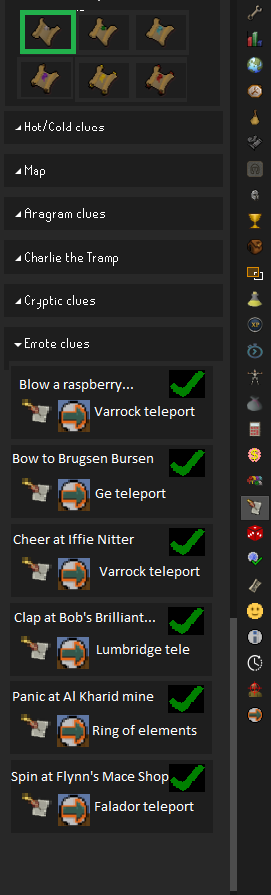 Hot/Cold clues
Map
Aragram clues
Charlie the Tramp
Cryptic clues
Emote clues
Blow a raspberry...
Varrock teleport
Bow to Brugsen Bursen
Ge teleport
Cheer at Iffie Nitter
Varrock teleport
Clap at Bob's Brilliant...
Lumbridge tele
Panic at Al Kharid mine
Ring of elements
Spin at Flynn's Mace Shop
Falador teleport
XP